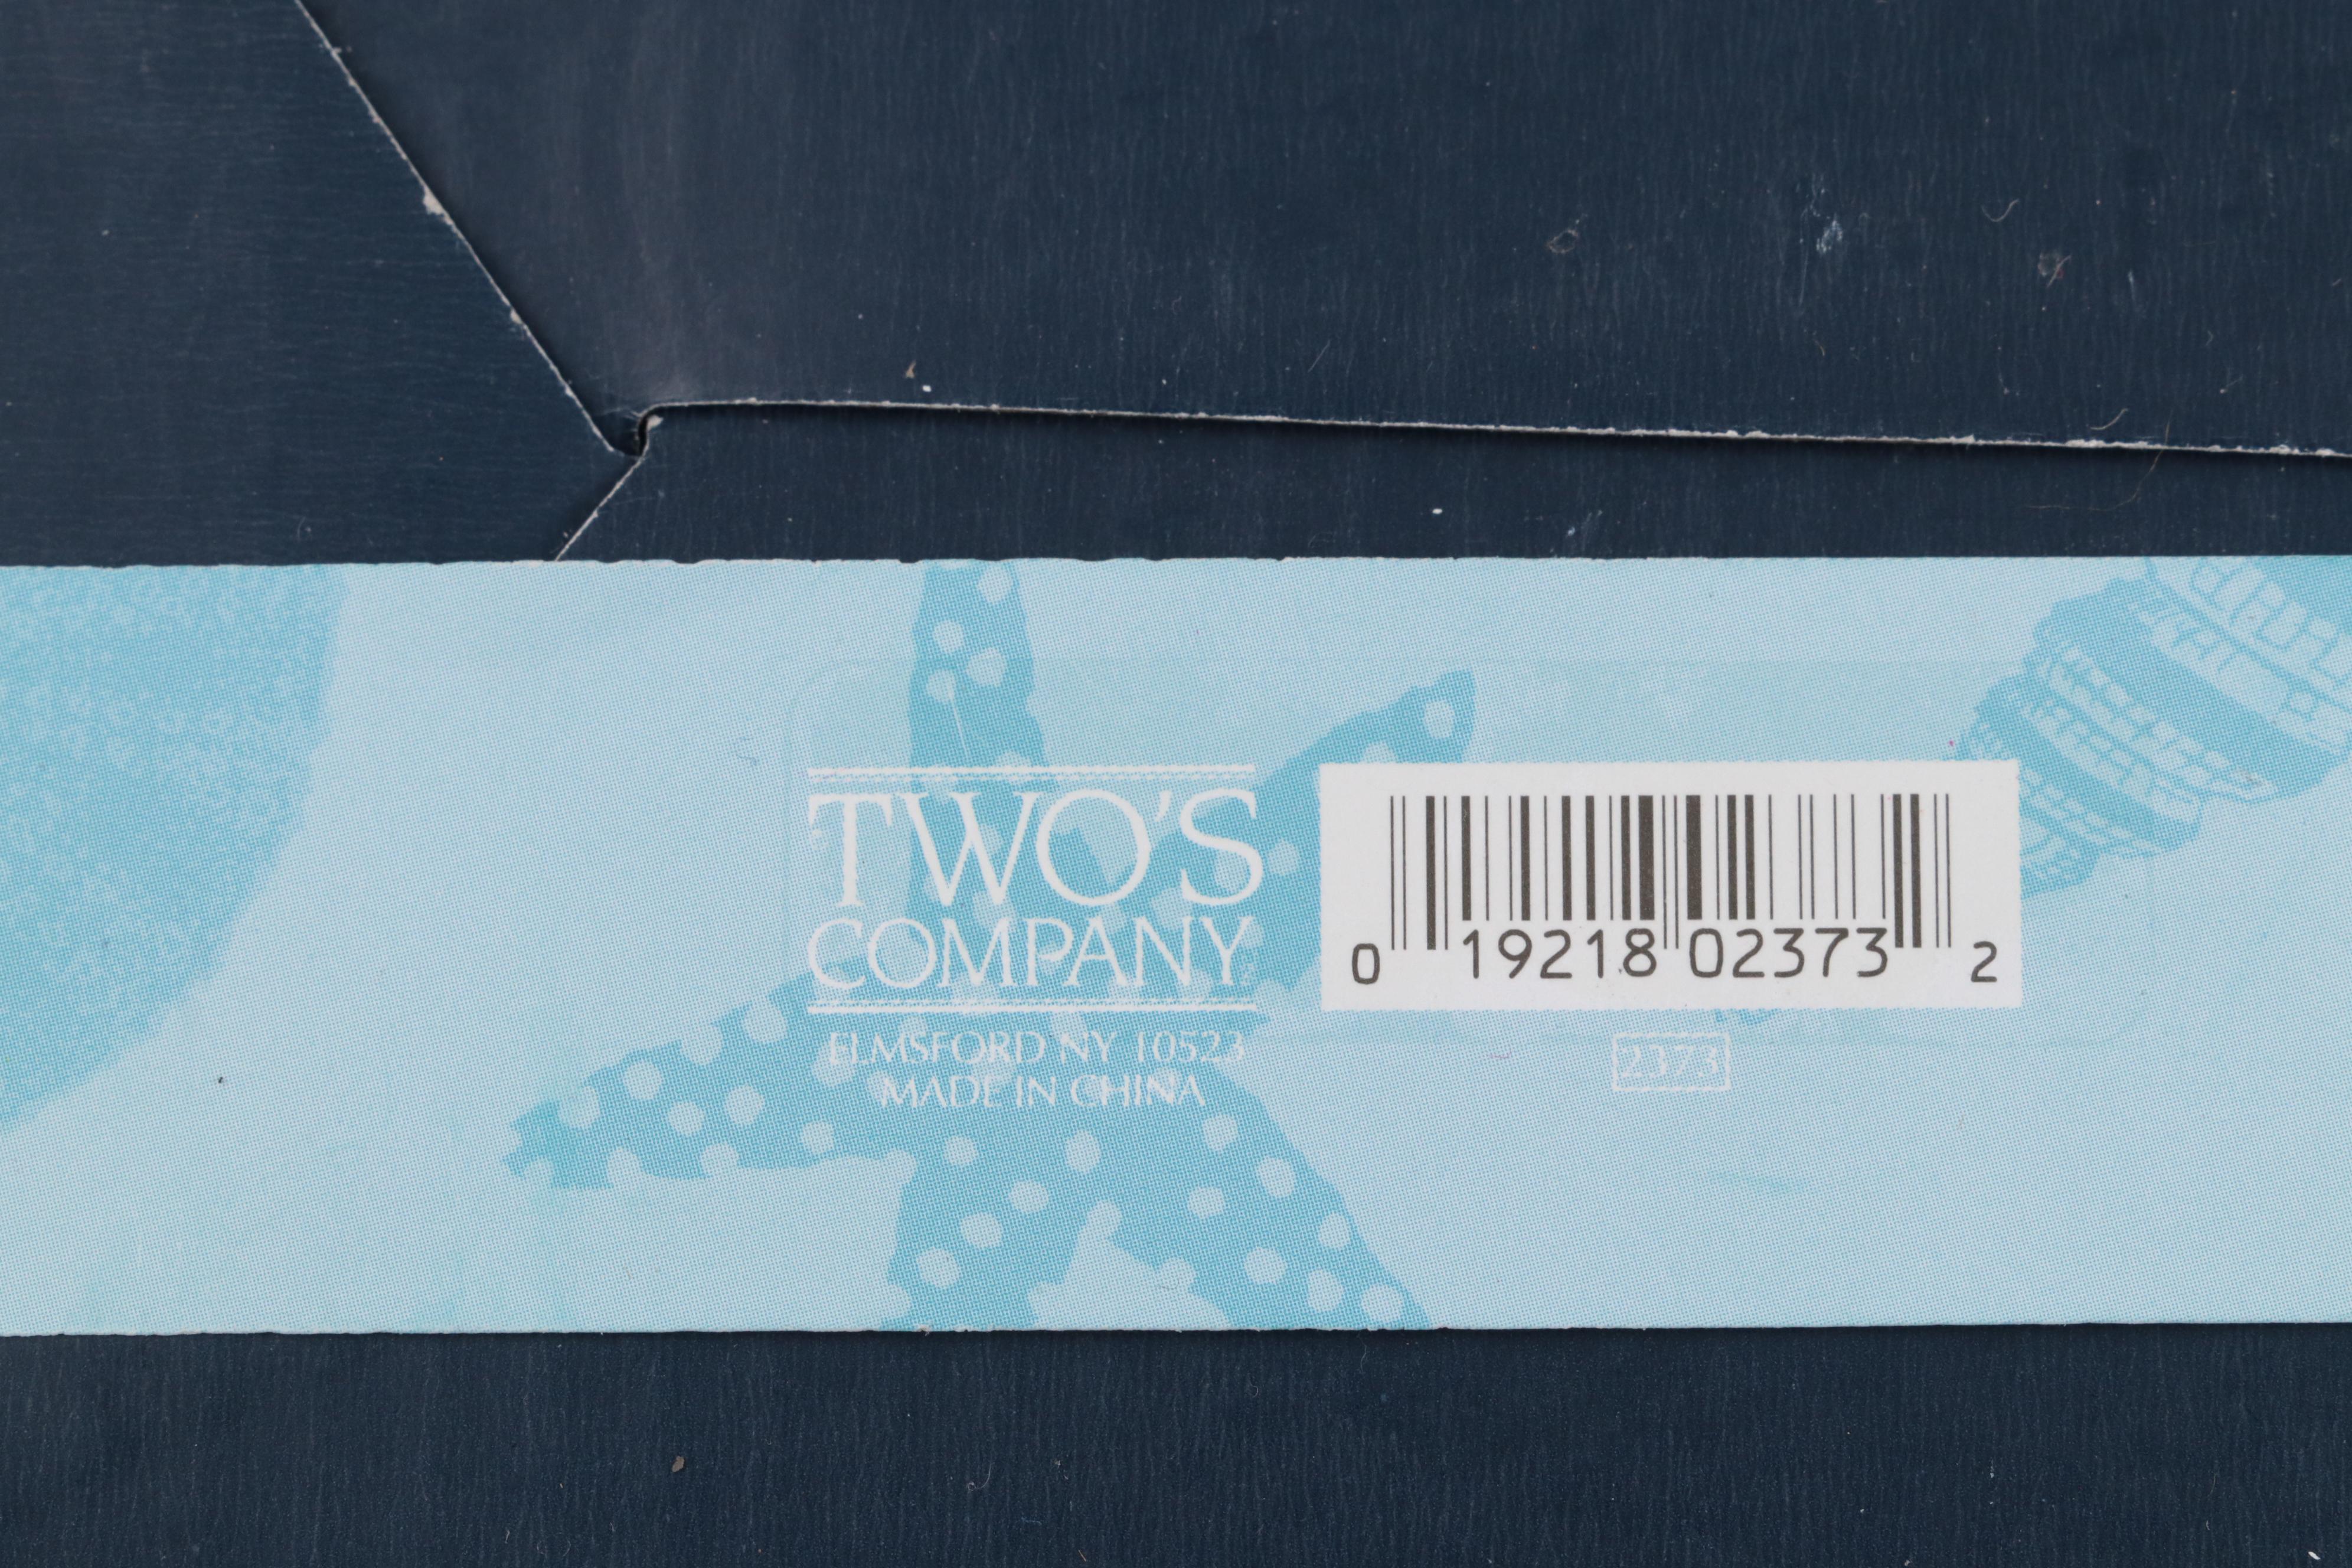 TWO'S
COMPANY
ELMSFORD NY 10523
MADE IN CHINA
0 19218 02373 2
2373